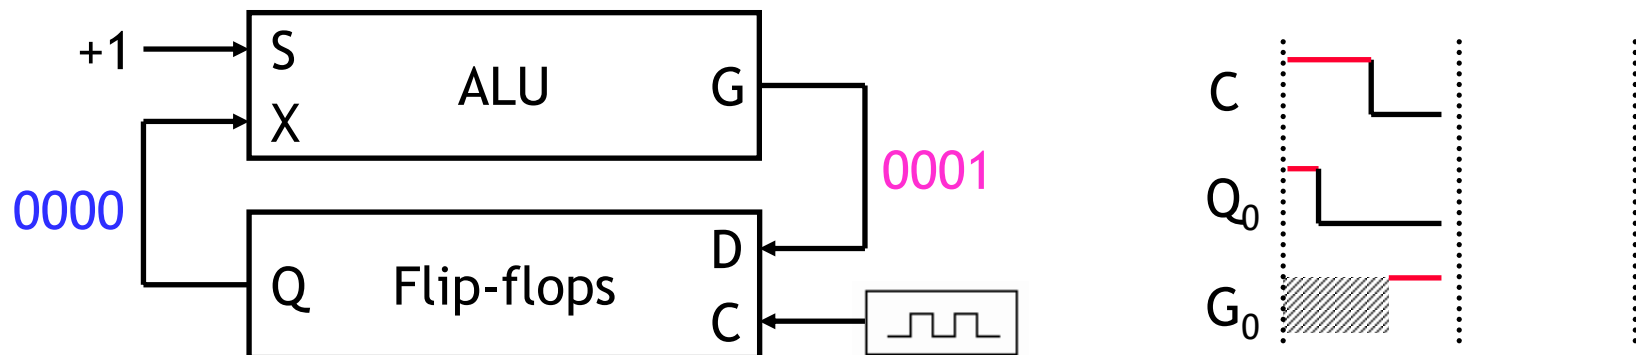 +1
S
ALU
G
X
0000
0001
D
Q
Flip-flops
C
C
Q₀
G₀